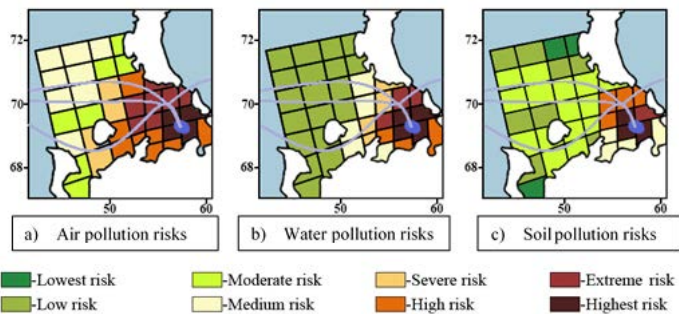 72
70
68
50
60
a) Air pollution risks
72
70
68
50
60
b) Water pollution risks
72
70
68
50
60
c) Soil pollution risks
-Lowest risk
-Moderate risk
-Severe risk
-Extreme risk
-Low risk
-Medium risk
-High risk
-Highest risk